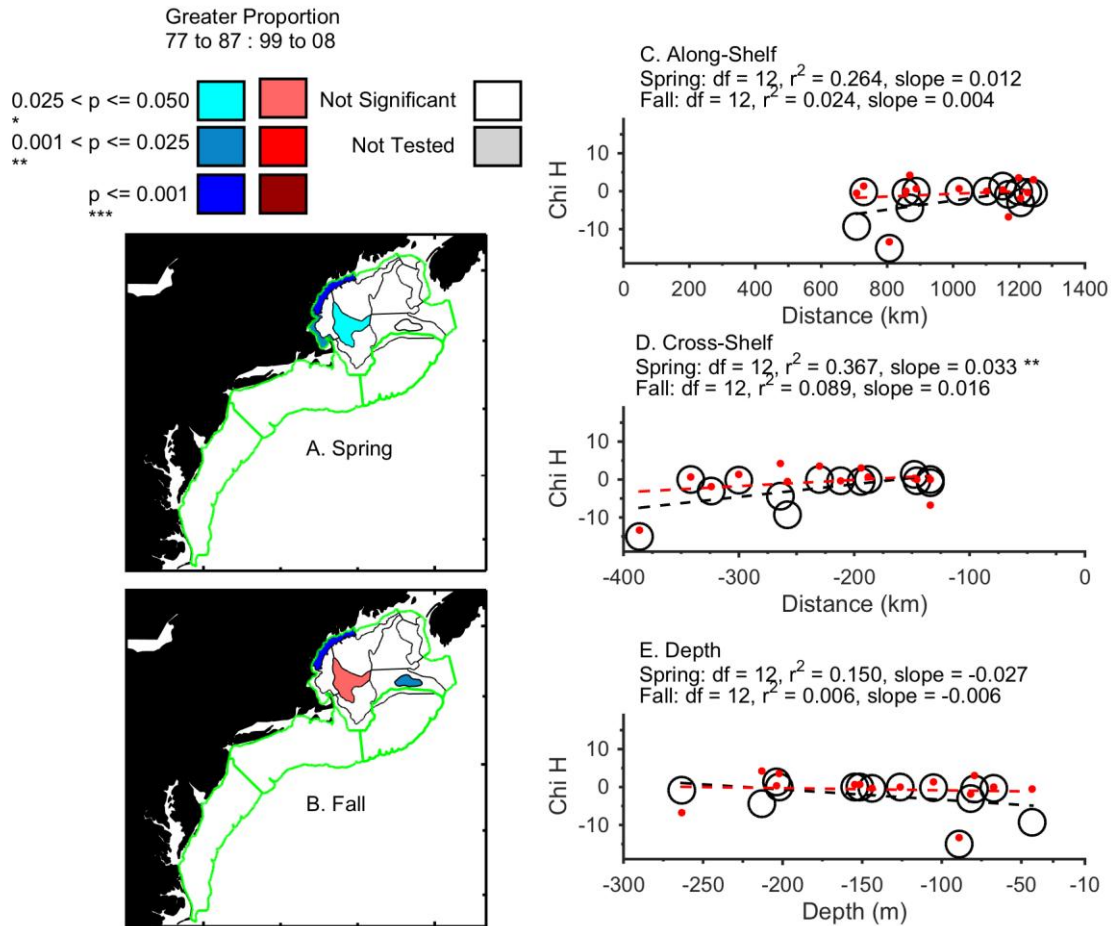 Greater Proportion
77 to 87 : 99 to 08
0.025 < p <= 0.050
*
0.001 < p <= 0.025
**
p <= 0.001
***
Not Significant
Not Tested
A. Spring
B. Fall
C. Along-Shelf
Spring: df = 12, r² = 0.264, slope = 0.012
Fall: df = 12, r² = 0.024, slope = 0.004
10
0
-10
Chi H
0 200 400 600 800 1000 1200 1400
Distance (km)
D. Cross-Shelf
Spring: df = 12, r² = 0.367, slope = 0.033 **
Fall: df = 12, r² = 0.089, slope = 0.016
10
0
-10
Chi H
-400 -300 -200 -100 0
Distance (km)
E. Depth
Spring: df = 12, r² = 0.150, slope = -0.027
Fall: df = 12, r² = 0.006, slope = -0.006
10
0
-10
Chi H
-300 -250 -200 -150 -100 -50 -10
Depth (m)